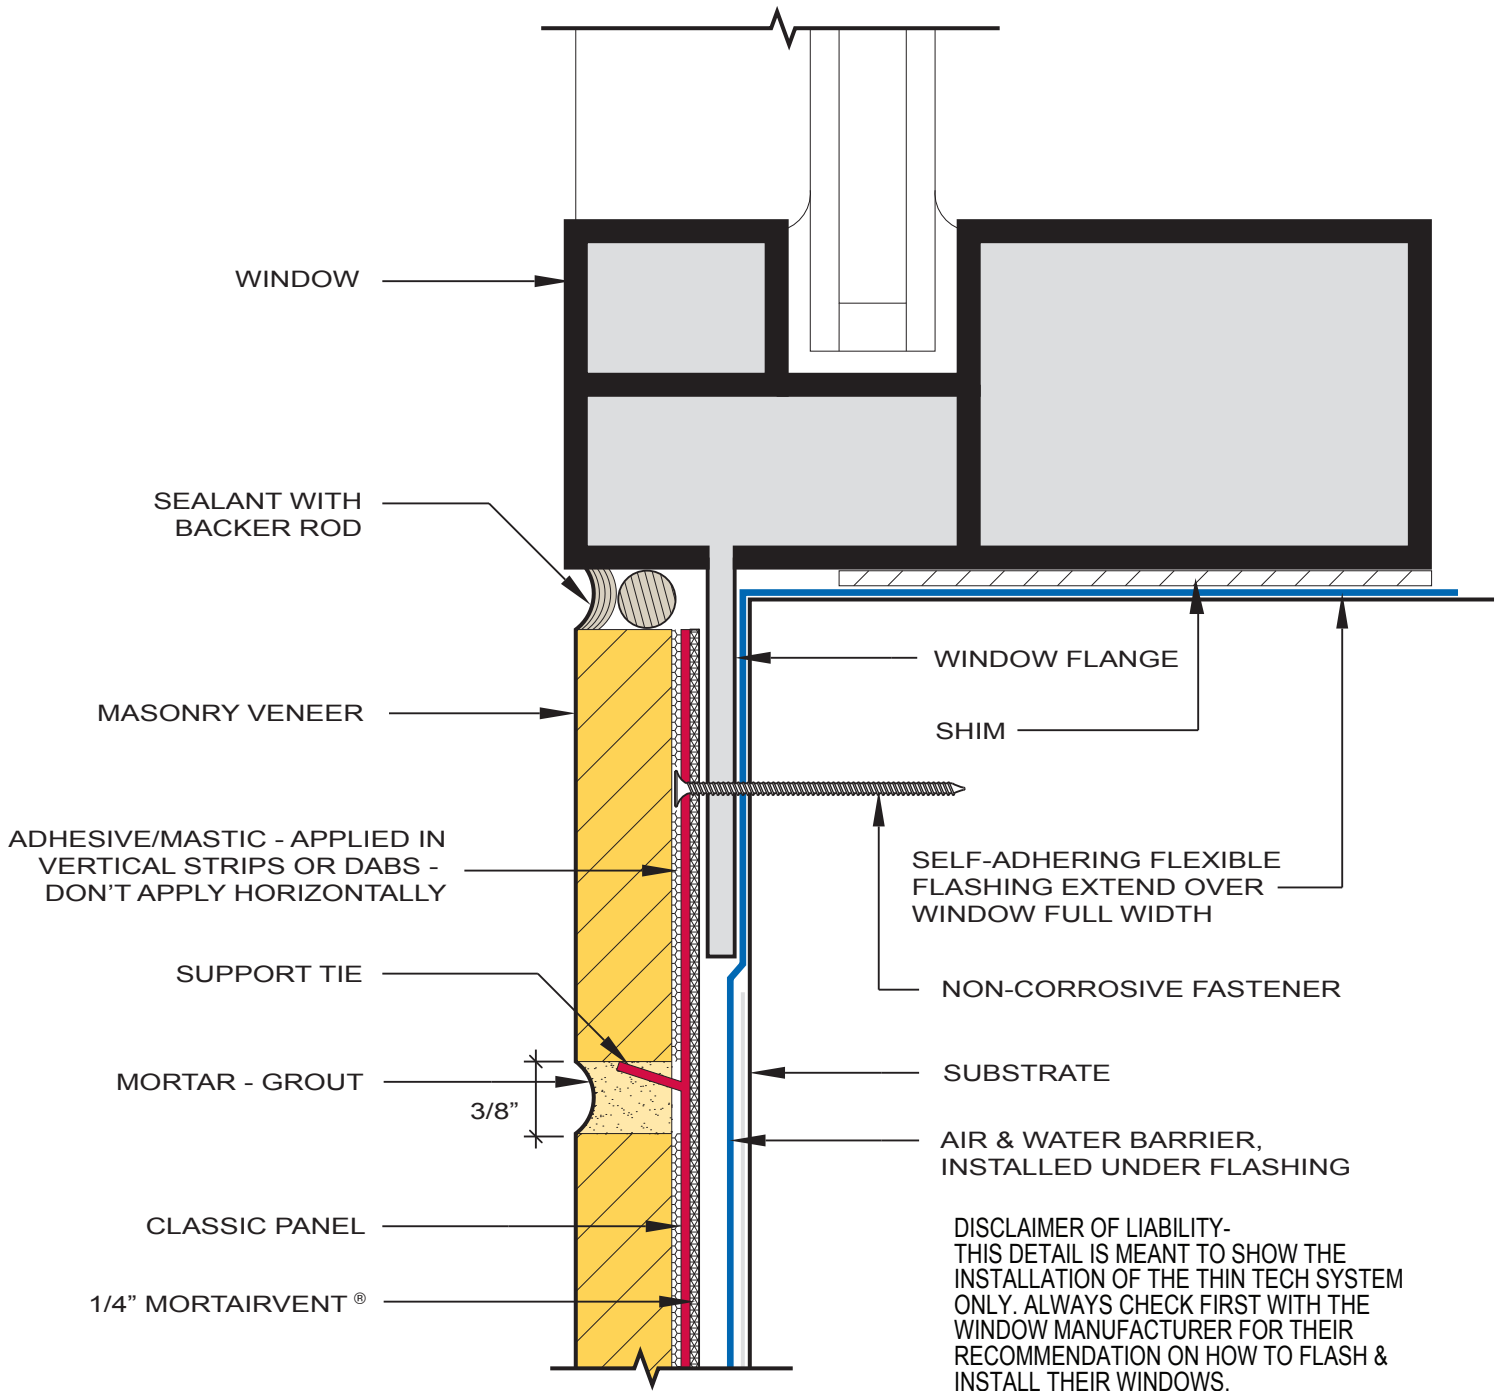 WINDOW
SEALANT WITH
BACKER ROD
WINDOW FLANGE
MASONRY VENEER
SHIM
ADHESIVE/MASTIC - APPLIED IN
VERTICAL STRIPS OR DABS -
DON'T APPLY HORIZONTALLY
SELF-ADHERING FLEXIBLE
FLASHING EXTEND OVER
WINDOW FULL WIDTH
SUPPORT TIE
NON-CORROSIVE FASTENER
MORTAR - GROUT
3/8”
SUBSTRATE
AIR & WATER BARRIER,
INSTALLED UNDER FLASHING
CLASSIC PANEL
1/4” MORTAIRVENT ®
DISCLAIMER OF LIABILITY-
THIS DETAIL IS MEANT TO SHOW THE
INSTALLATION OF THE THIN TECH SYSTEM
ONLY. ALWAYS CHECK FIRST WITH THE
WINDOW MANUFACTURER FOR THEIR
RECOMMENDATION ON HOW TO FLASH &
INSTALL THEIR WINDOWS.